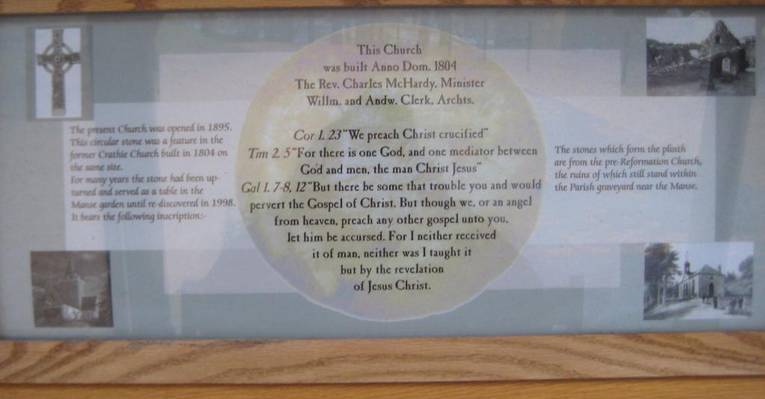 The present Church was opened in 1895.
This circular stone was a feature in the
former Crathie Church built in 1804 on
the same site.
For many years the stone had been up-
turned and served as a table in the
Manse garden until re-discovered in 1998.
It bears the following inscription:-
This Church
was built Anno Dom. 1804
The Rev. Charles McHardy, Minister
Willm. and Andw. Clerk, Archts.
Cor I. 23 "We preach Christ crucified"
Tim 2. 5 "For there is one God, and one mediator between
God and men, the man Christ Jesus"
Gal I. 7-8, 12 "But there be some that trouble you and would
pervert the Gospel of Christ. But though we, or an angel
from heaven, preach any other gospel unto you,
let him be accursed. For I neither received
it of man, neither was I taught it
but by the revelation
of Jesus Christ.
The stones which form the plinth
are from the pre-Reformation Church,
the ruins of which still stand within
the Parish graveyard near the Manse.